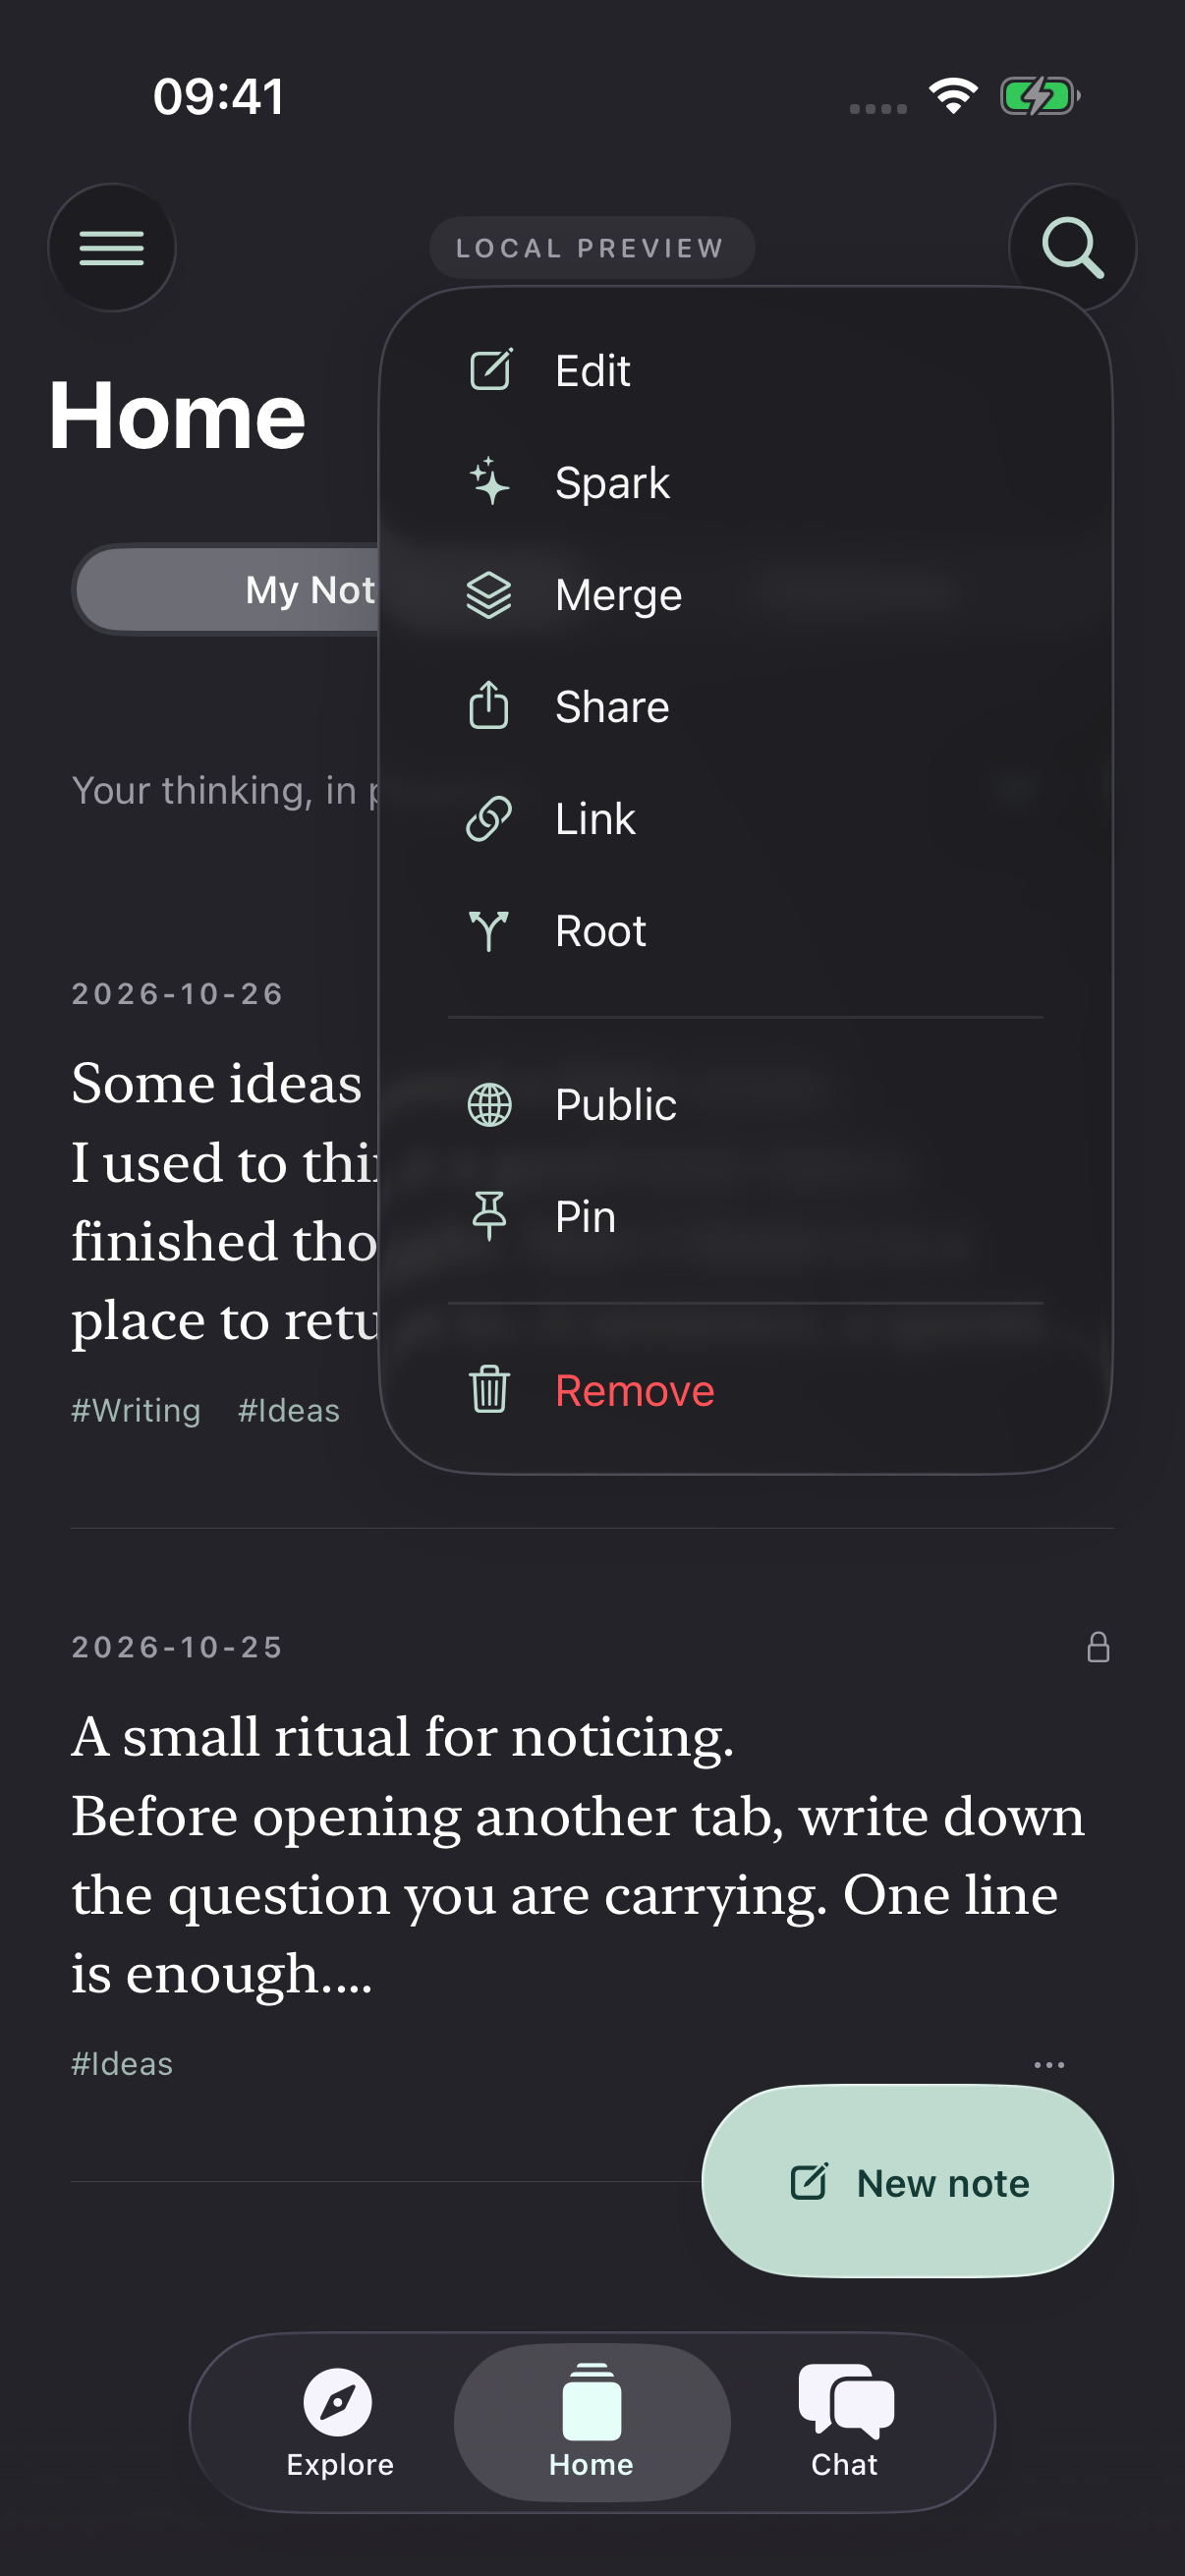 09:41
LOCAL PREVIEW
Home
Edit
Spark
Merge
Share
Link
Root
Public
Pin
Remove
My Not
Your thinking, in p
2026-10-26
Some ideas
I used to thin
finished tho
place to retu
#Writing #Ideas
2026-10-25
A small ritual for noticing.
Before opening another tab, write down
the question you are carrying. One line
is enough....
#Ideas
New note
Explore
Home
Chat